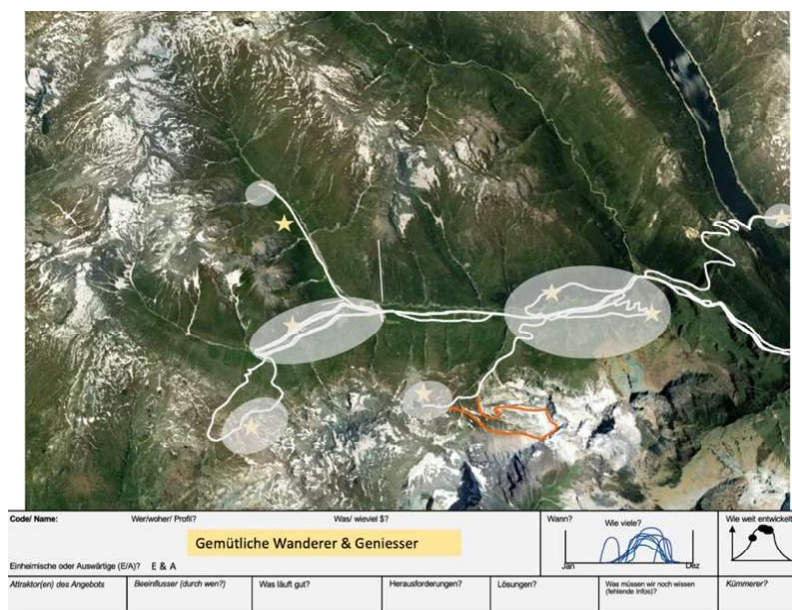 Code/ Name:
Wer/woher/ Profil?
Was/ wieviel $?
Wann?
Wie viele?
Wie weit entwickelt
Gemütliche Wanderer & Geniesser
Einheimische oder Auswärtige (E/A)? E & A
Jan
Dez
Attraktor(en) des Angebots
Beeinflusser (durch wen?)
Was läuft gut?
Herausforderungen?
Lösungen?
Was müssen wir noch wissen
(fehlende Infos)?
Kümmerer?